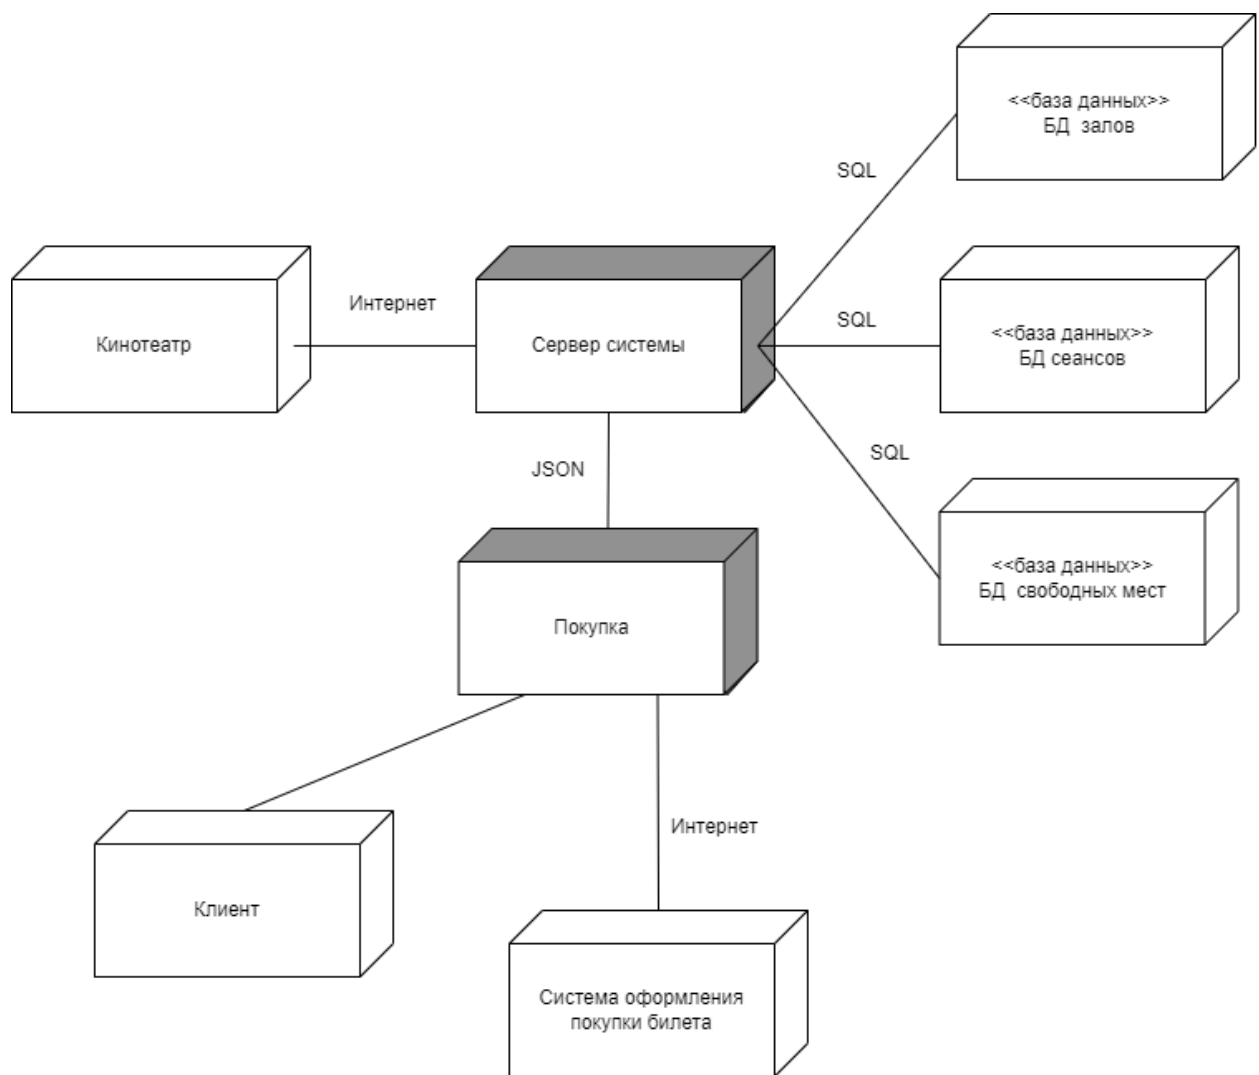 <<база данных>>
БД залов
SQL
Интернет
SQL
Кинотеатр
Сервер системы
<<база данных>>
БД сеансов
SQL
JSON
<<база данных>>
БД свободных мест
Покупка
Интернет
Клиент
Система оформления
покупки билета